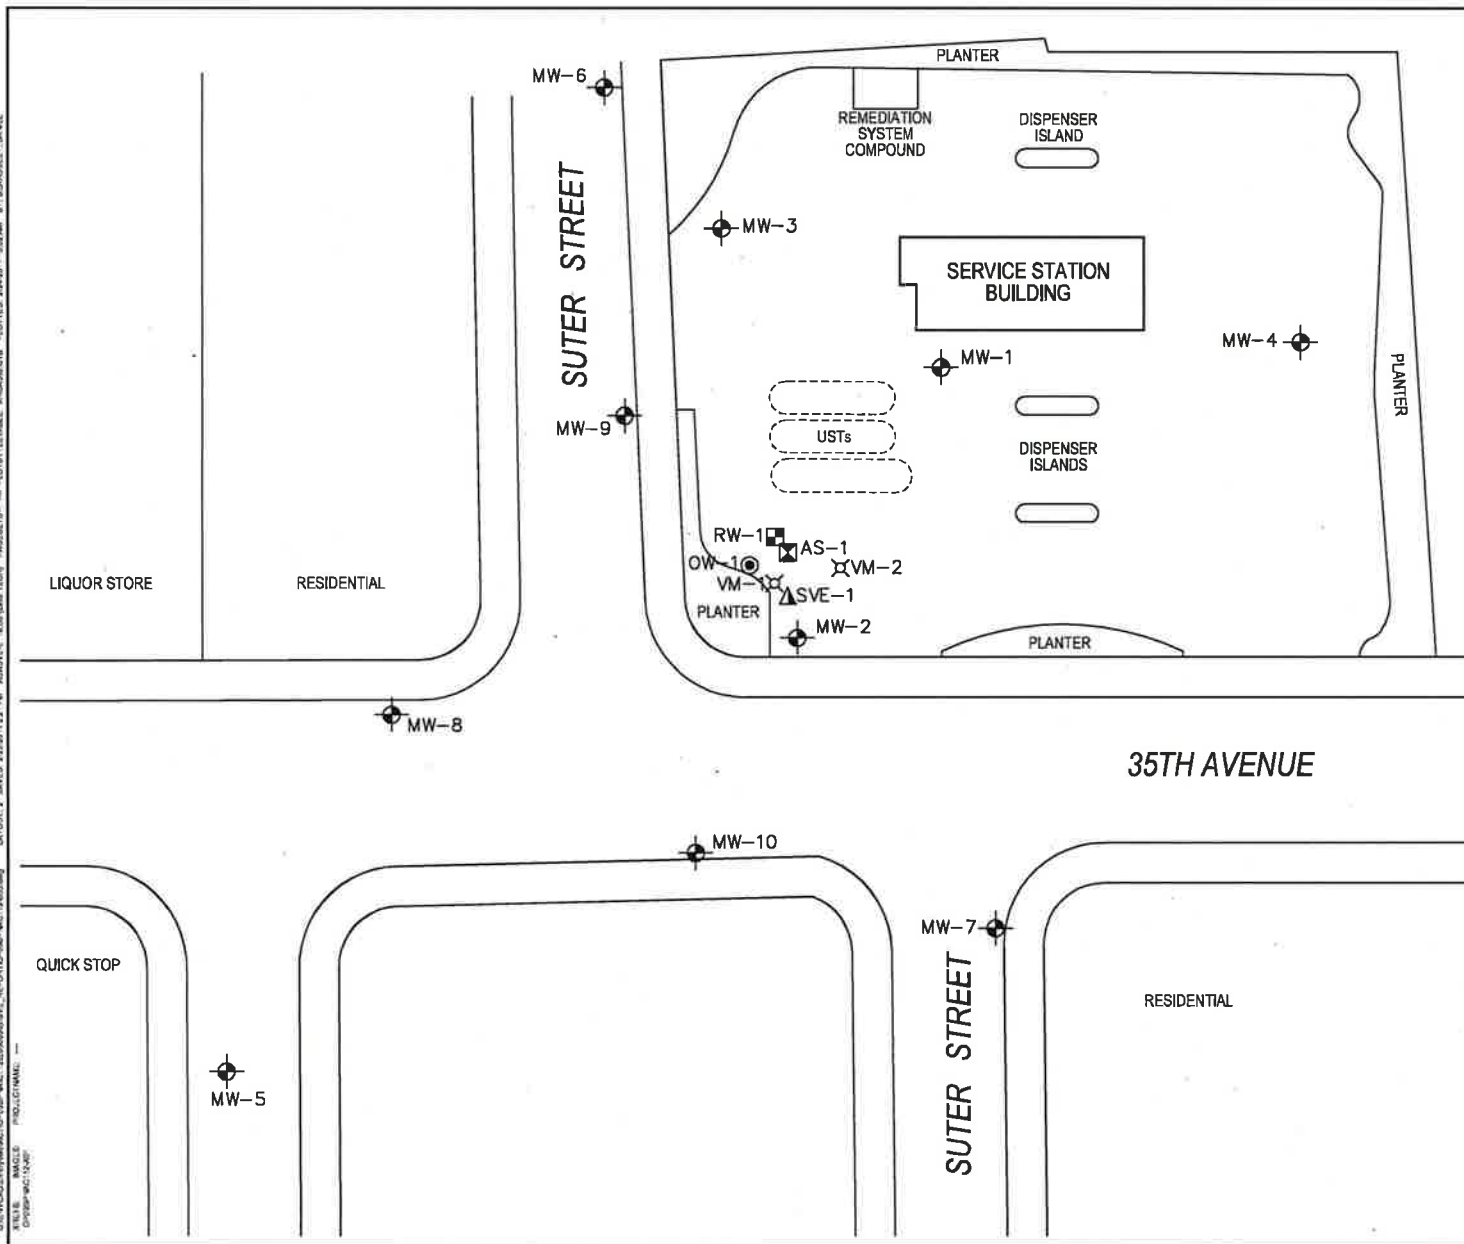 PLANTER
MW-6
REMEDIATION
SYSTEM
COMPOUND
DISPENSER
ISLAND
SUTER STREET
MW-3
SERVICE STATION
BUILDING
MW-4
MW-1
PLANTER
MW-9
USTs
DISPENSER
ISLANDS
RW-1
AS-1
OW-1
VM-2
VM-1
SVE-1
LIQUOR STORE
RESIDENTIAL
PLANTER
MW-2
PLANTER
MW-8
35TH AVENUE
MW-10
MW-7
QUICK STOP
SUTER STREET
RESIDENTIAL
MW-5